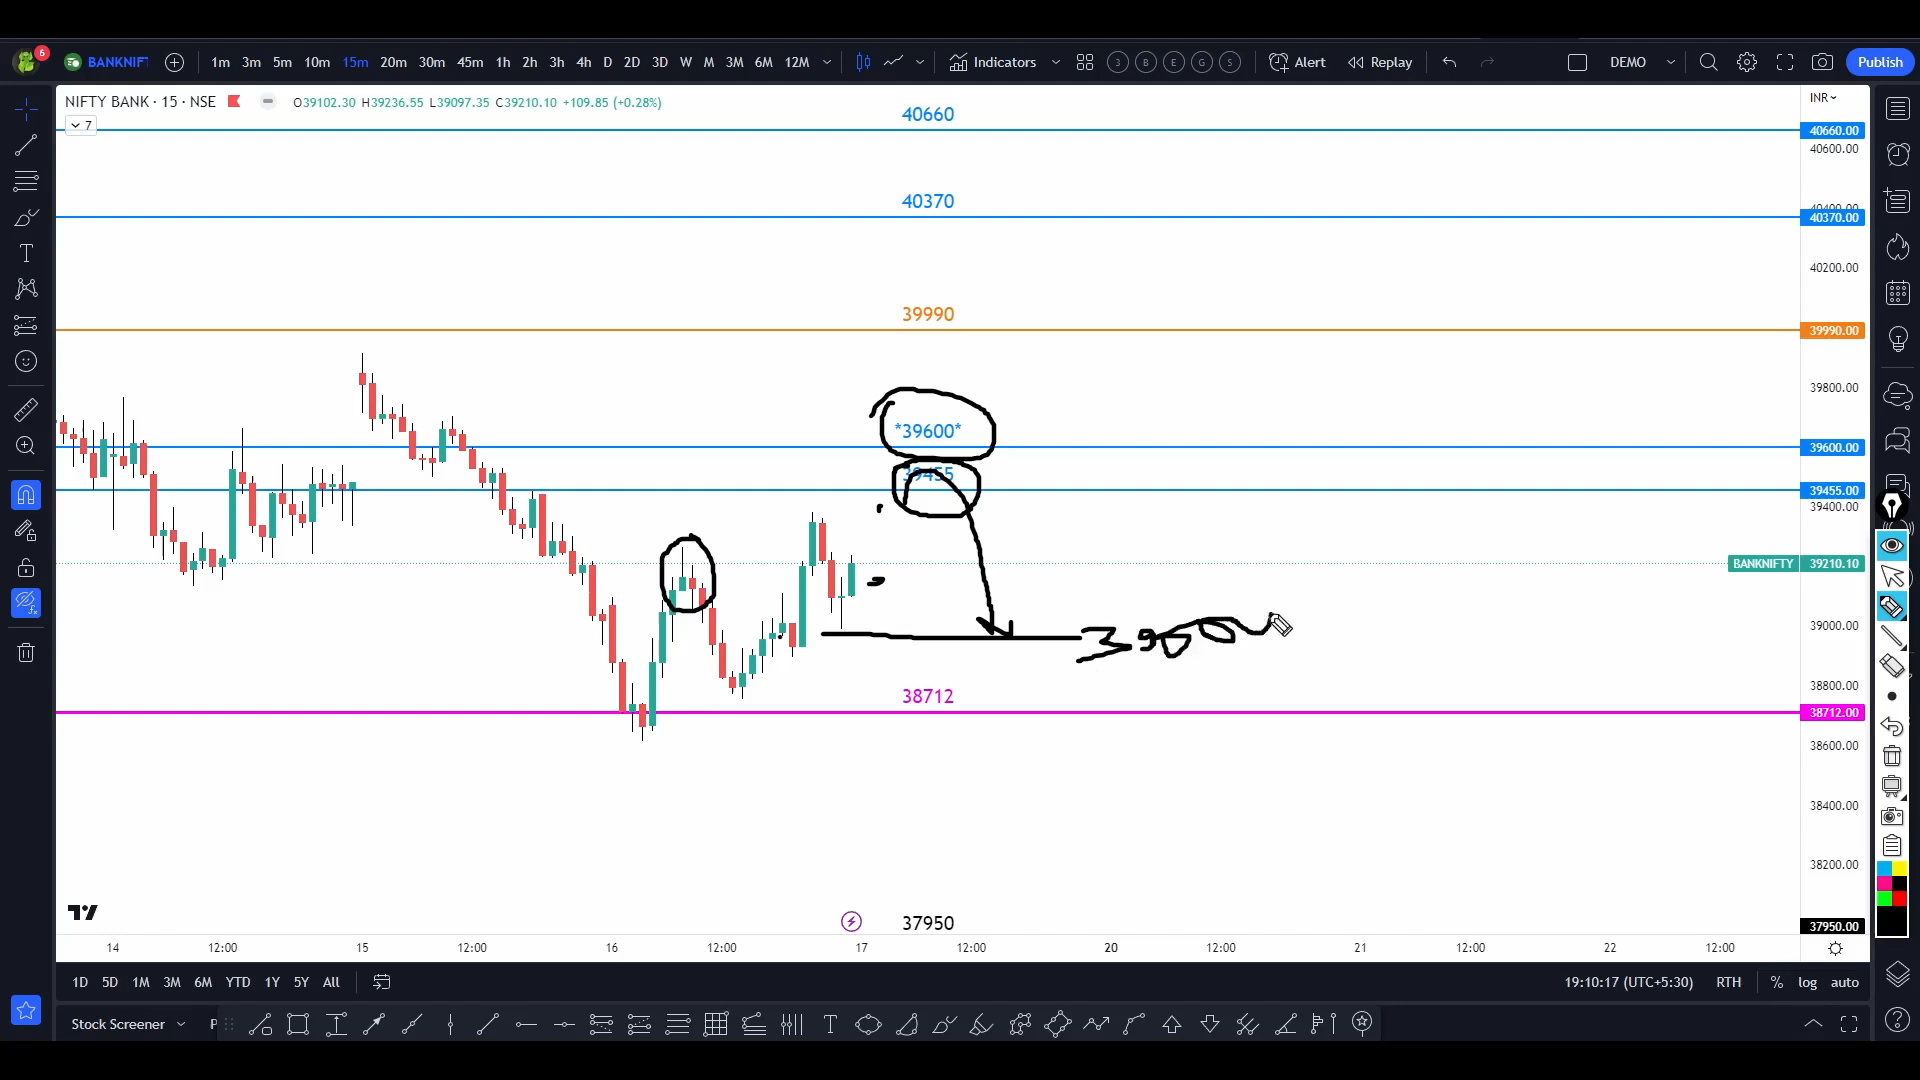 6 BANKNIF 1m 3m 5m 10m 15m 20m 30m 45m 1h 2h 3h 4h D 2D 3D W M 3M 6M 12M Indicators 3 B E G S Alert Replay DEMO Publish
NIFTY BANK · 15 · NSE O39102.30 H39236.55 L39097.35 C39210.10 +109.85 (+0.28%) INR
7
40660 40660.00
40600.00
40370 40370.00
40200.00
39990 39990.00
39800.00
*39600* 39600.00
39455 39455.00
39400.00
BANKNIFTY 39210.10
39000.00
38800.00
38712 38712.00
38600.00
38400.00
38200.00
37950 37950.00
14 12:00 15 12:00 16 12:00 17 12:00 20 12:00 21 12:00 22 12:00
1D 5D 1M 3M 6M YTD 1Y 5Y All 19:10:17 (UTC+5:30) RTH % log auto
Stock Screener P